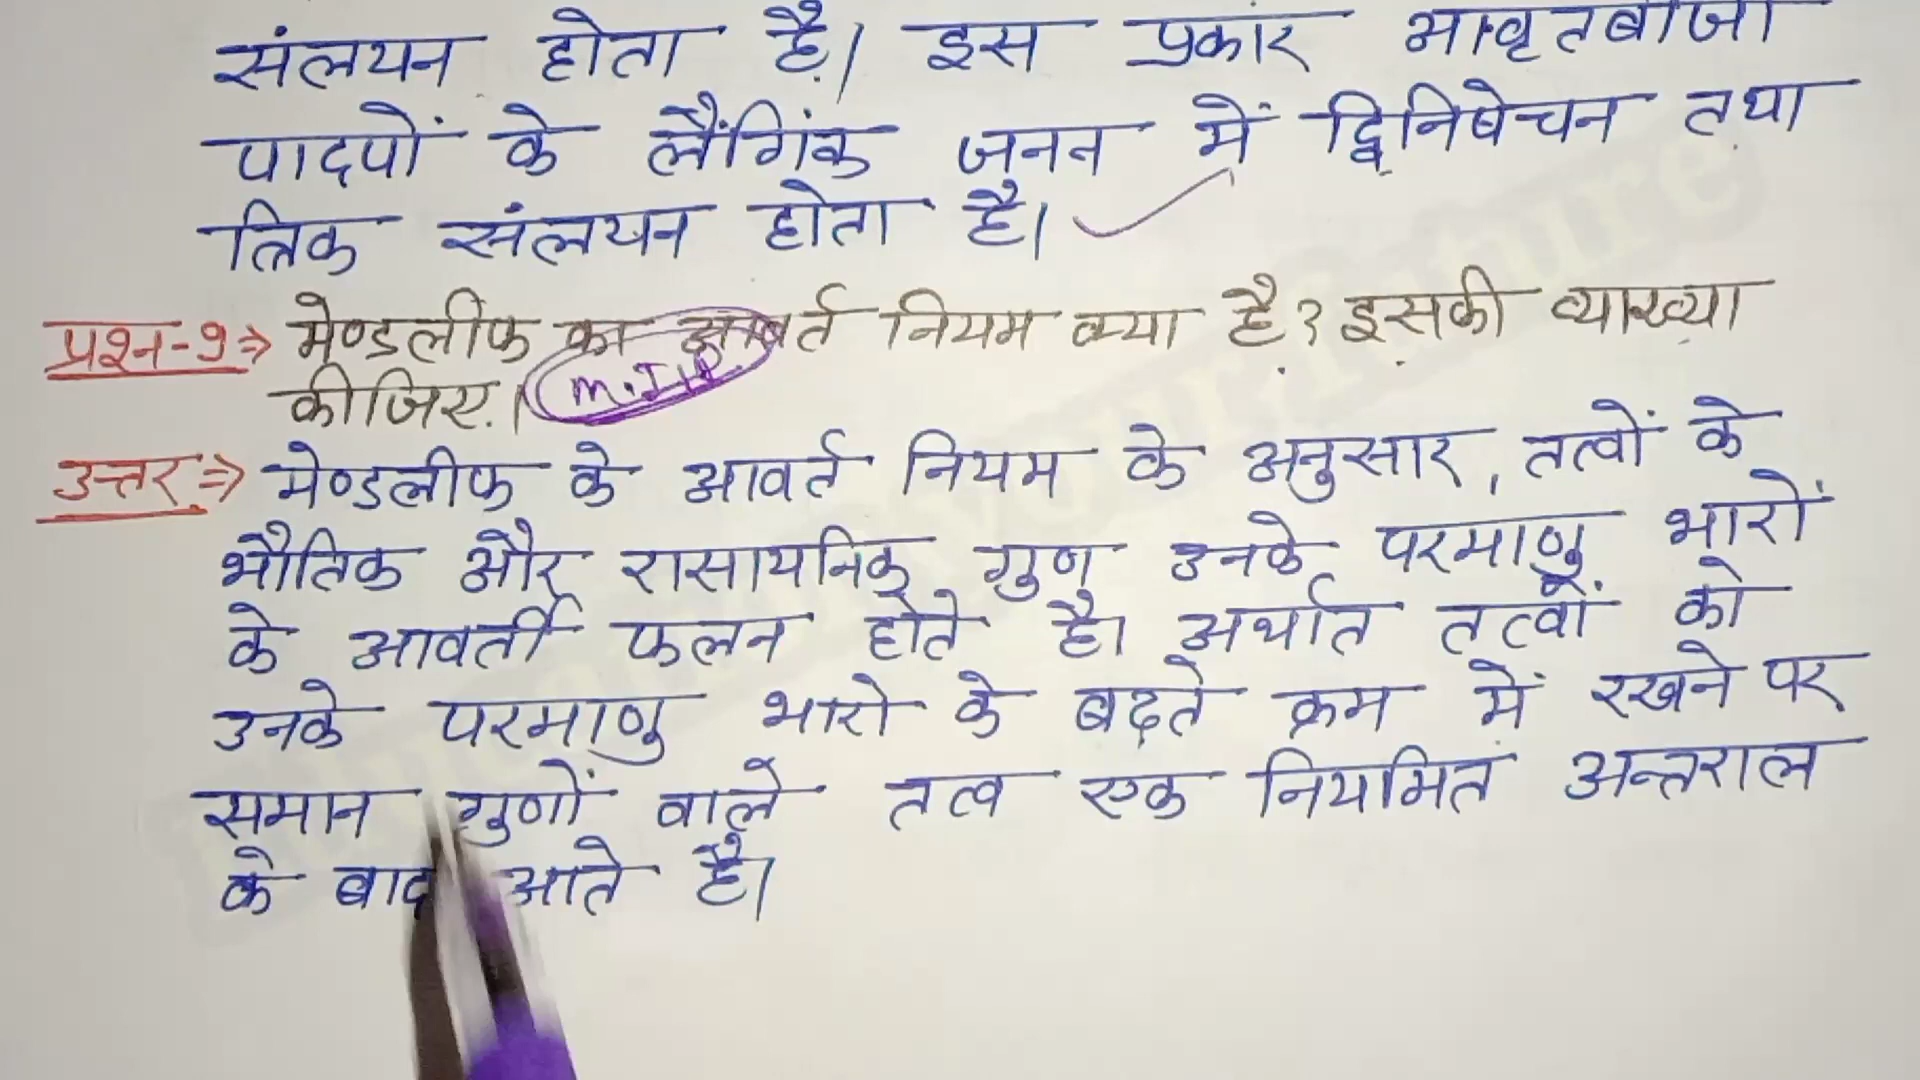 संलयन होता है। इस प्रकार आवृतबीजी
पादपों के लैंगिंक जनन में द्विनिषेचन तथा
त्रिक संलयन होता है।
प्रश्न-9⇒ मेण्डलीफ का आवर्त नियम क्या है? इसकी व्याख्या
कीजिए। m.Imp
उत्तर⇒ मेण्डलीफ के आवर्त नियम के अनुसार, तत्वों के
भौतिक और रासायनिक गुण उनके परमाणु भारों
के आवर्ती फलन होते है। अर्थात तत्वों को
उनके परमाणु भारो के बढ़ते क्रम में रखने पर
समान गुणों वाले तत्व एक नियमित अन्तराल
के बाद आते है।